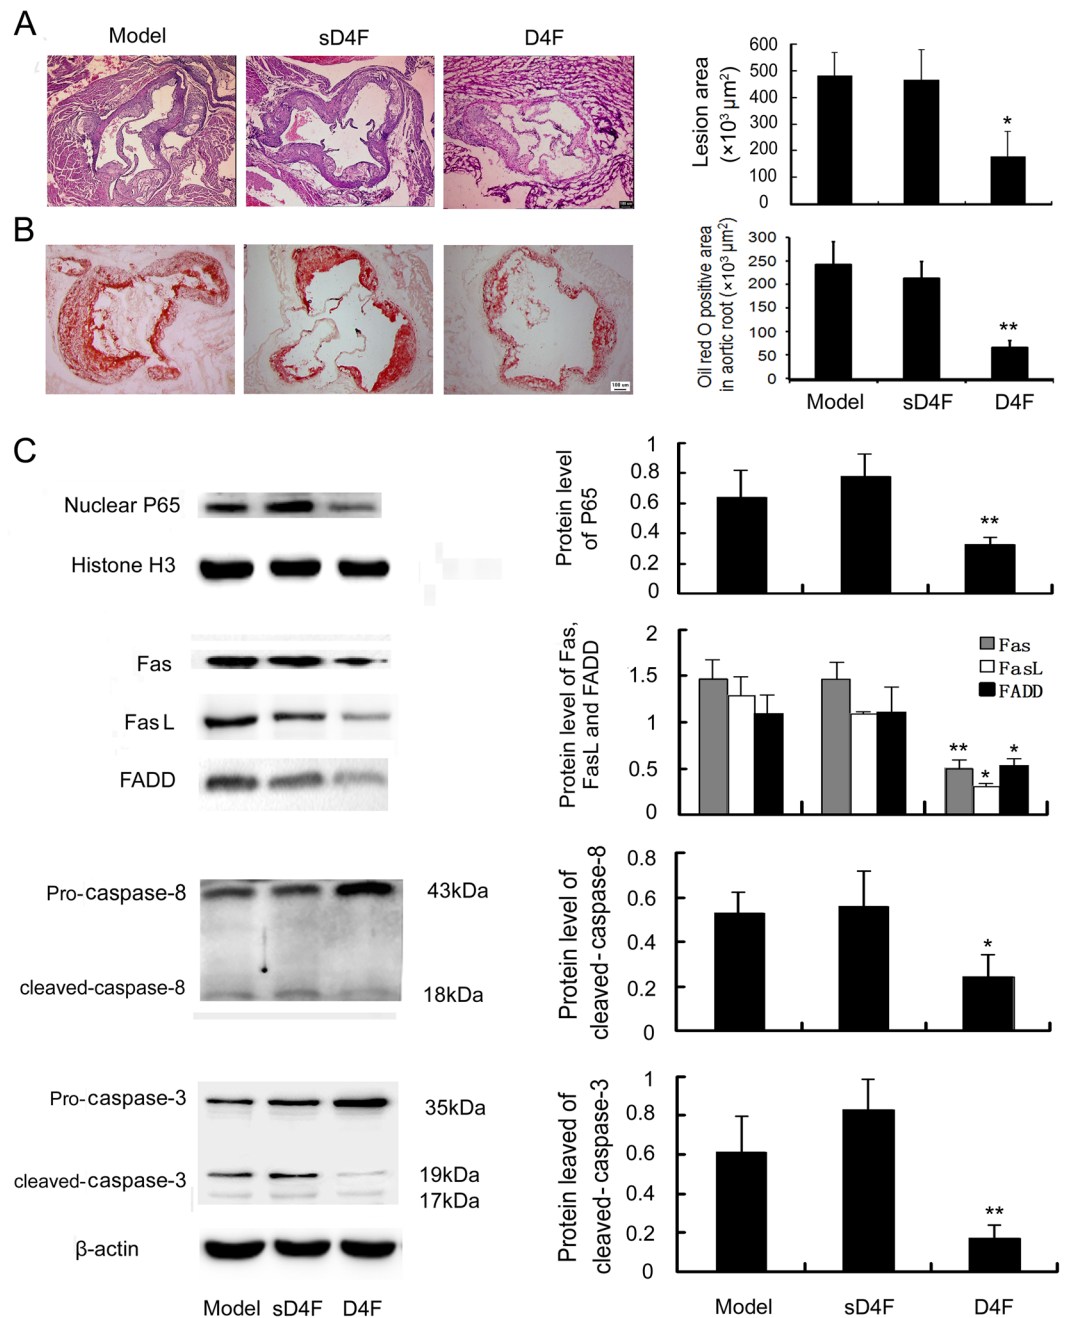 A
Model
sD4F
D4F
Lesion area
(×10³ µm²)
600
500
400
300
200
100
0
*
B
Oil red O positive area
in aortic root (×10³ µm²)
300
250
200
150
100
50
0
**
100 um
Model
sD4F
D4F
C
Nuclear P65
Histone H3
Protein level
of P65
1
0.8
0.6
0.4
0.2
0
**
Fas
Fas L
FADD
Protein level of Fas,
FasL and FADD
2
1.5
1
0.5
0
Fas
FasL
FADD
**
*
*
Pro-caspase-8
43kDa
cleaved-caspase-8
18kDa
Protein level of
cleaved-caspase-8
0.8
0.6
0.4
0.2
0
*
Pro-caspase-3
35kDa
cleaved-caspase-3
19kDa
17kDa
β-actin
Model sD4F D4F
Protein leaved of
cleaved-caspase-3
1
0.8
0.6
0.4
0.2
0
**
Model
sD4F
D4F